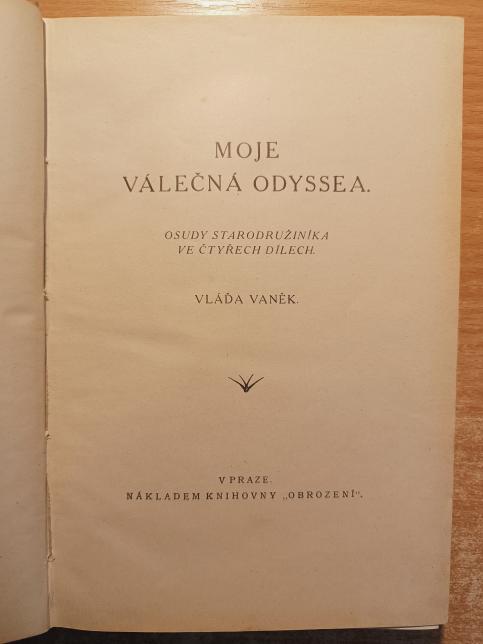 MOJE
VÁLEČNÁ ODYSSEA.
OSUDY STARODRUŽINÍKA
VE ČTYŘECH DÍLECH.
VLÁĎA VANĚK.
V PRAZE.
NÁKLADEM KNIHOVNY „OBROZENÍ“.